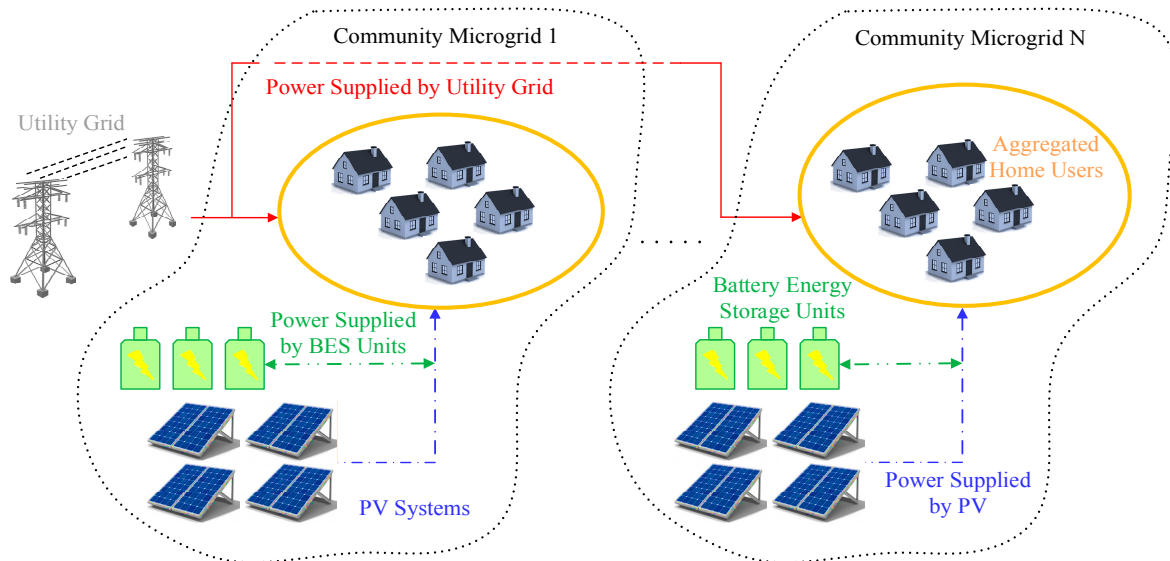 Community Microgrid 1
Community Microgrid N
Power Supplied by Utility Grid
Utility Grid
Aggregated
Home Users
. . . . .
Power Supplied
by BES Units
Battery Energy
Storage Units
PV Systems
Power Supplied
by PV